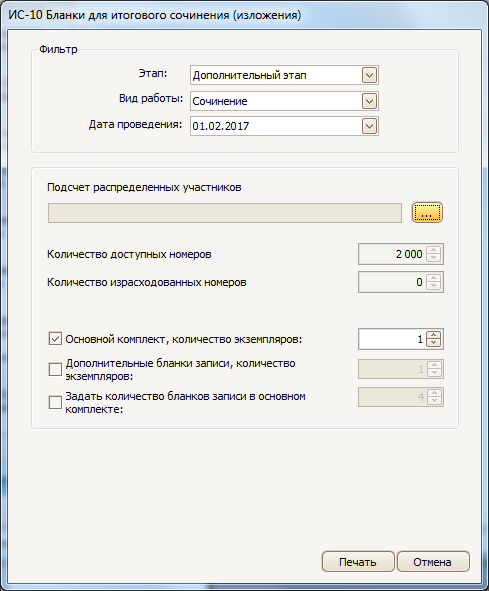 ИС-10 Бланки для итогового сочинения (изложения)
Фильтр
Этап: Дополнительный этап
Вид работы: Сочинение
Дата проведения: 01.02.2017
Подсчет распределенных участников
...
Количество доступных номеров 2 000
Количество израсходованных номеров 0
Основной комплект, количество экземпляров: 1
Дополнительные бланки записи, количество
экземпляров: 1
Задать количество бланков записи в основном
комплекте: 4
Печать Отмена